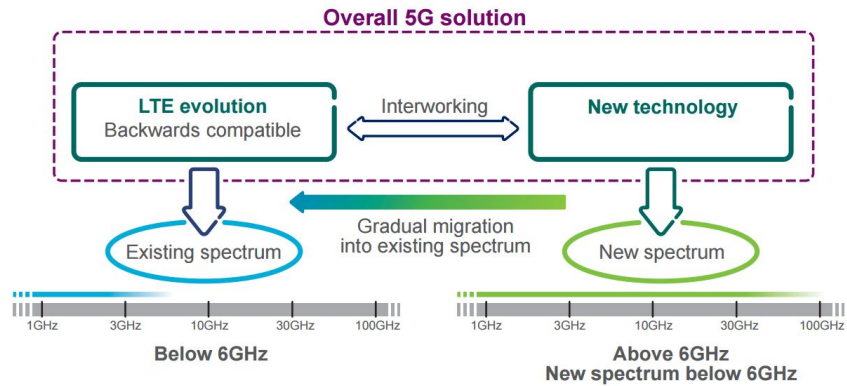 Overall 5G solution
LTE evolution
Backwards compatible
Interworking
New technology
Gradual migration
into existing spectrum
Existing spectrum
New spectrum
1GHz 3GHz 10GHz 30GHz 100GHz
1GHz 3GHz 10GHz 30GHz 100GHz
Below 6GHz
Above 6GHz
New spectrum below 6GHz